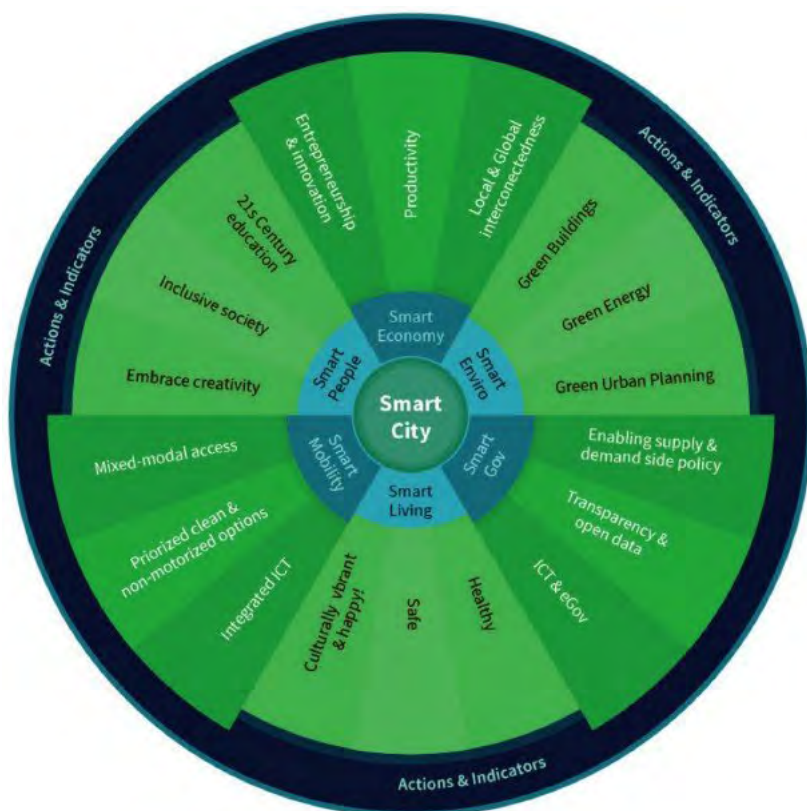 Smart
City
Smart
Economy
Entrepreneurship
& innovation
Productivity
Local & Global
interconectedness
Smart
Enviro
Green Buildings
Green Energy
Green Urban Planning
Smart
Gov
Enabling supply &
demand side policy
Transparency &
open data
ICT & eGov
Smart
Living
Healthy
Safe
Culturally vbrant
& happy!
Smart
Mobility
Integrated ICT
Priorized clean &
non-motorized options
Mixed-modal access
Smart
People
Embrace creativity
Inclusive society
21s Century
education
Actions & Indicators
Actions & Indicators
Actions & Indicators